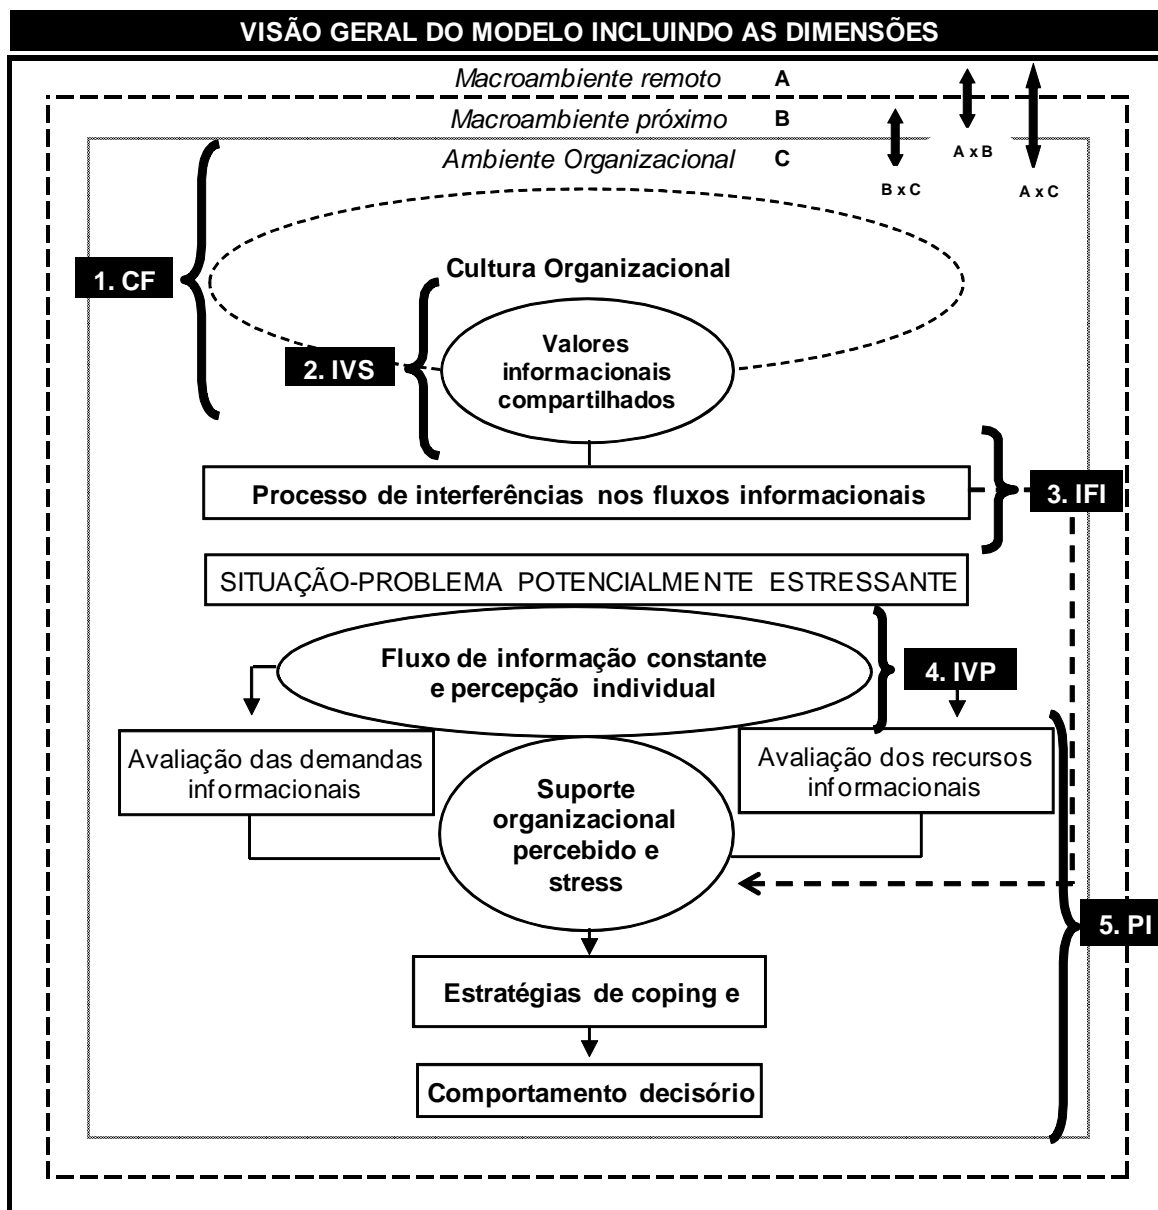 VISÃO GERAL DO MODELO INCLUINDO AS DIMENSÕES
Macroambiente remoto A
Macroambiente próximo B
Ambiente Organizacional C
A x B
B x C
A x C
Cultura Organizacional
1. CF
Valores
informacionais
compartilhados
2. IVS
Processo de interferências nos fluxos informacionais
3. IFI
SITUAÇÃO-PROBLEMA POTENCIALMENTE ESTRESSANTE
Fluxo de informação constante
e percepção individual
4. IVP
Avaliação das demandas
informacionais
Avaliação dos recursos
informacionais
Suporte
organizacional
percebido e
stress
5. PI
Estratégias de coping e
Comportamento decisório